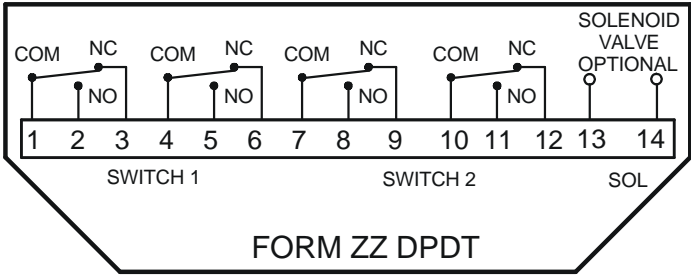 SOLENOID
VALVE
OPTIONAL
COM NC COM NC COM NC COM NC
NO NO NO NO
1 2 3 4 5 6 7 8 9 10 11 12 13 14
SWITCH 1 SWITCH 2 SOL
FORM ZZ DPDT